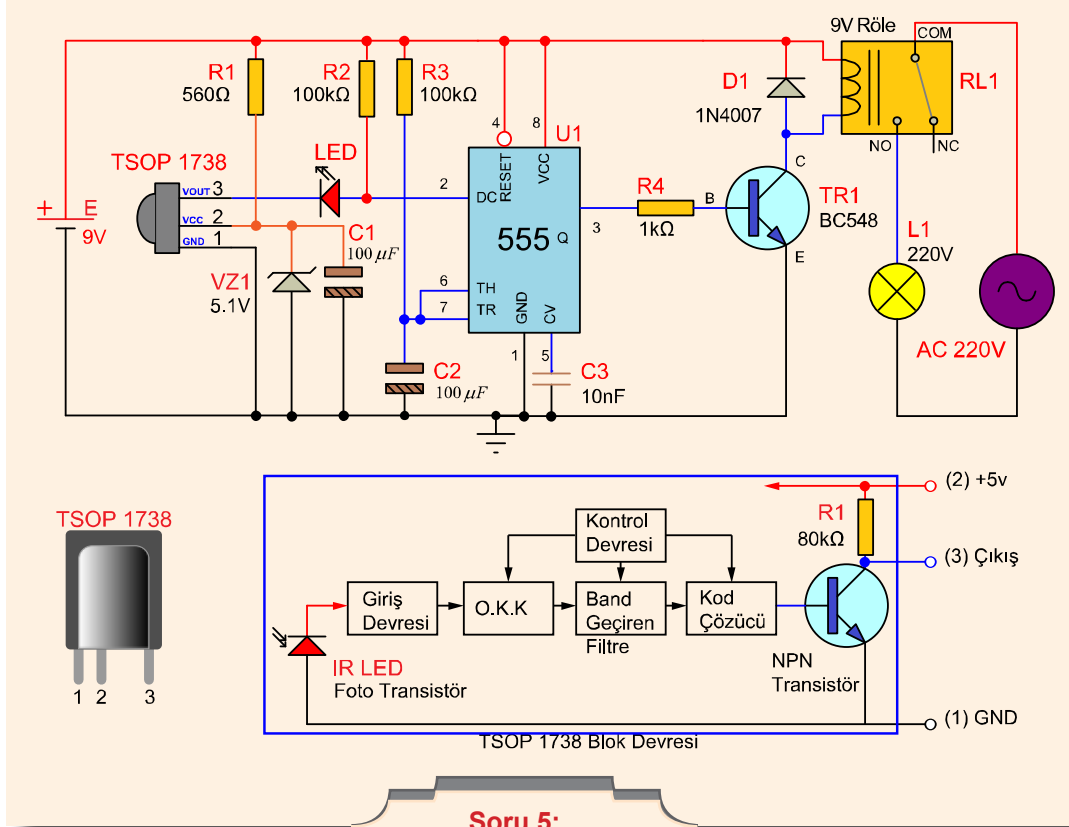 9V Röle
COM
RL1
NO
NC
R1
560Ω
R2
100kΩ
R3
100kΩ
D1
1N4007
4
8
U1
RESET
VCC
TSOP 1738
LED
VOUT 3
VCC 2
GND 1
2
DC
555
Q
3
R4
1kΩ
B
C
E
TR1
BC548
L1
220V
AC 220V
+ E
9V
VZ1
5.1V
C1
100 μF
6
TH
7
TR
GND
CV
1
5
C2
100 μF
C3
10nF
TSOP 1738
1 2 3
Kontrol
Devresi
Giriş
Devresi
O.K.K
Band
Geçiren
Filtre
Kod
Çözücü
IR LED
Foto Transistör
R1
80kΩ
NPN
Transistör
(2) +5v
(3) Çıkış
(1) GND
TSOP 1738 Blok Devresi
Soru 5: